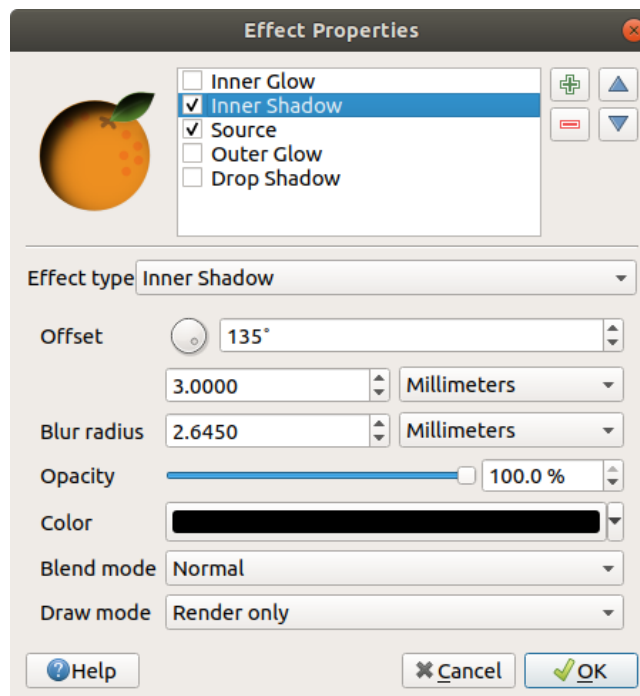 Effect Properties
Inner Glow
Inner Shadow
Source
Outer Glow
Drop Shadow
Effect type Inner Shadow
Offset 135°
3.0000 Millimeters
Blur radius 2.6450 Millimeters
Opacity 100.0 %
Color
Blend mode Normal
Draw mode Render only
Help Cancel OK